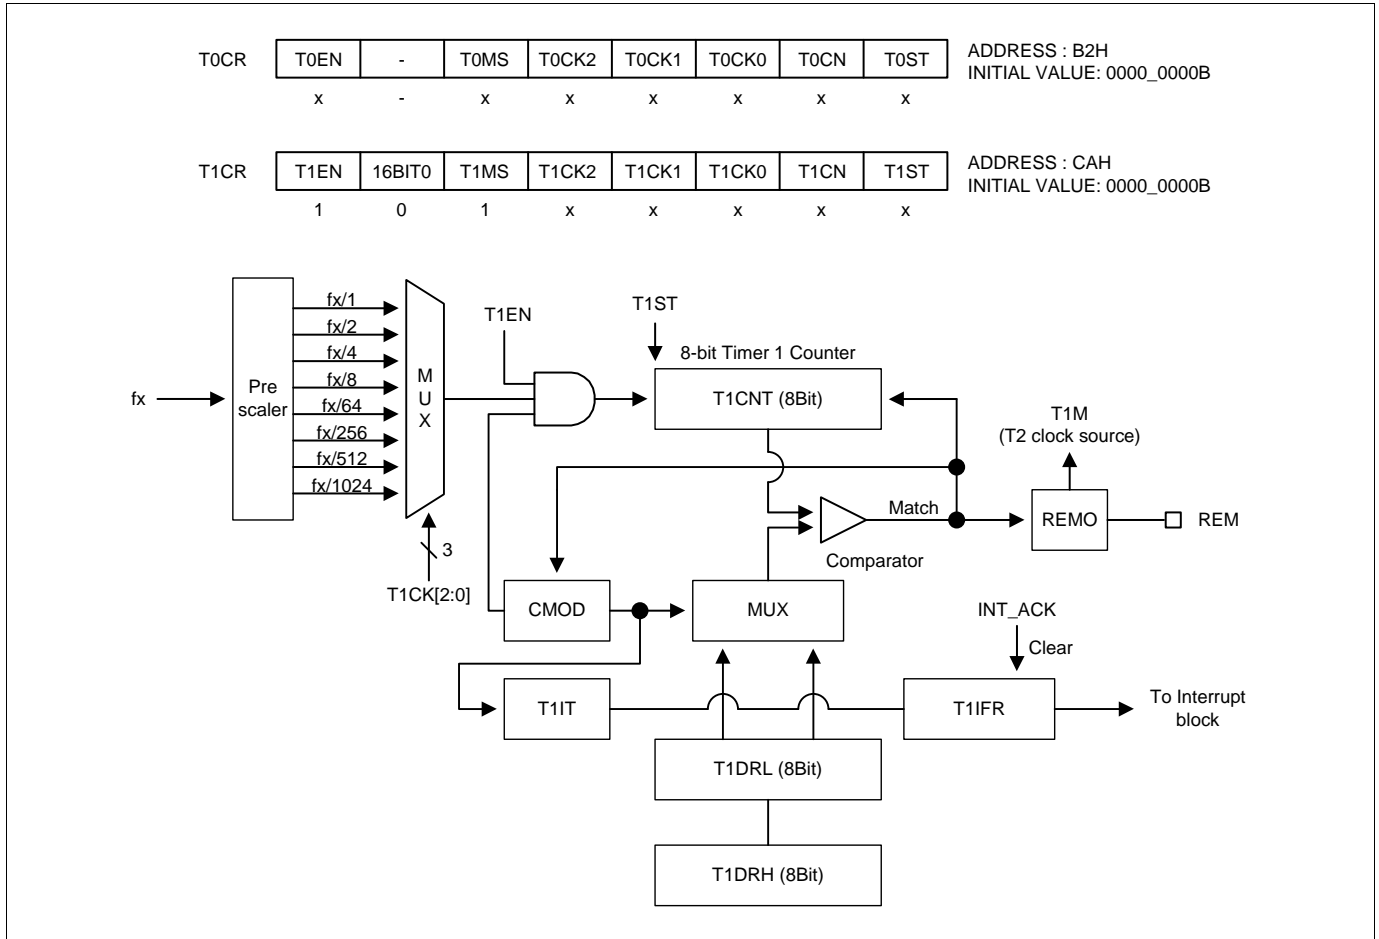 T0CR T0EN - T0MS T0CK2 T0CK1 T0CK0 T0CN T0ST ADDRESS : B2H
INITIAL VALUE: 0000_0000B
x - x x x x x x
T1CR T1EN 16BIT0 T1MS T1CK2 T1CK1 T1CK0 T1CN T1ST ADDRESS : CAH
INITIAL VALUE: 0000_0000B
1 0 1 x x x x x
fx
Pre
scaler
fx/1
fx/2
fx/4
fx/8
fx/64
fx/256
fx/512
fx/1024
M
U
X
3
T1CK[2:0]
T1EN
T1ST
8-bit Timer 1 Counter
T1CNT (8Bit)
Match
Comparator
T1M
(T2 clock source)
REMO
REM
CMOD
MUX
INT_ACK
Clear
T1IT
T1IFR
To Interrupt
block
T1DRL (8Bit)
T1DRH (8Bit)